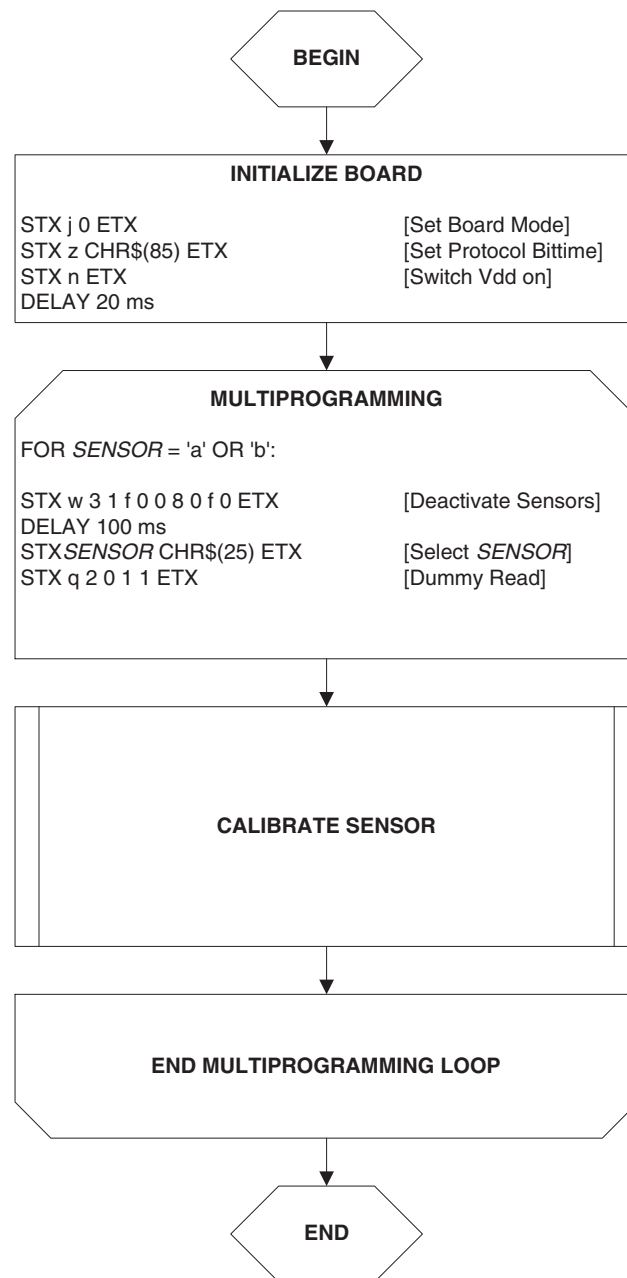 BEGIN
INITIALIZE BOARD
STX j 0 ETX [Set Board Mode]
STX z CHR$(85) ETX [Set Protocol Bittime]
STX n ETX [Switch Vdd on]
DELAY 20 ms
MULTIPROGRAMMING
FOR SENSOR = 'a' OR 'b':
STX w 3 1 f 0 0 8 0 f 0 ETX [Deactivate Sensors]
DELAY 100 ms
STXSENSOR CHR$(25) ETX [Select SENSOR]
STX q 2 0 1 1 ETX [Dummy Read]
CALIBRATE SENSOR
END MULTIPROGRAMMING LOOP
END